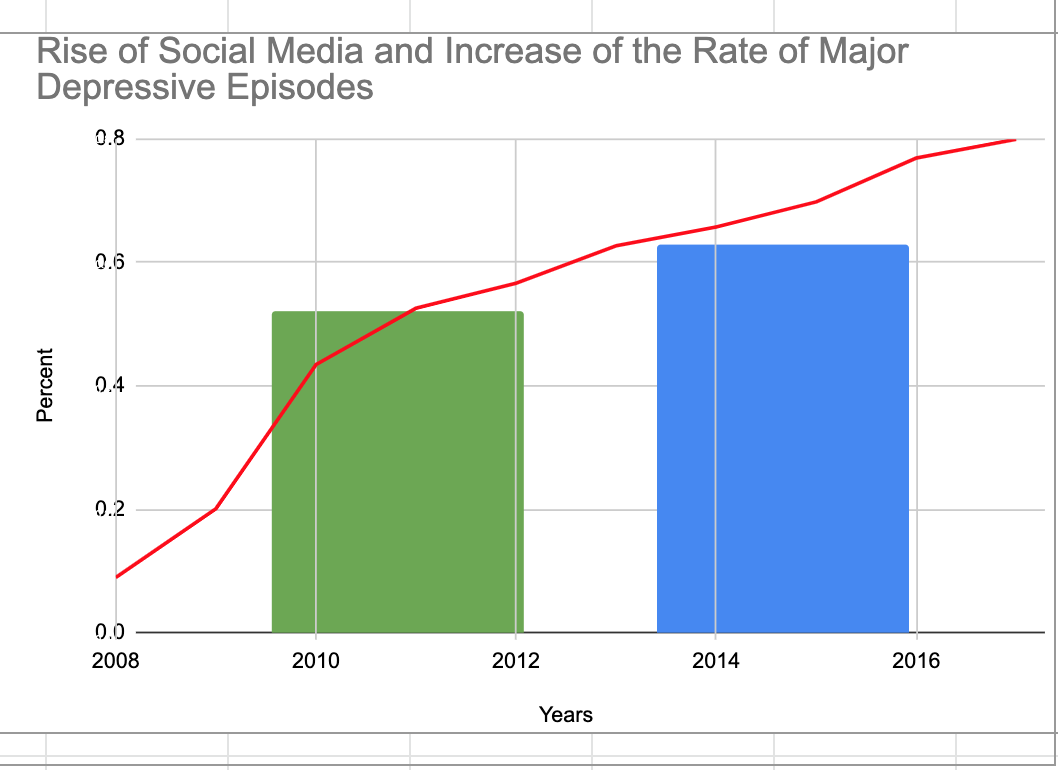 Rise of Social Media and Increase of the Rate of Major
Depressive Episodes
0.8
0.6
0.4
0.2
0.0
Percent
2008 2010 2012 2014 2016
Years